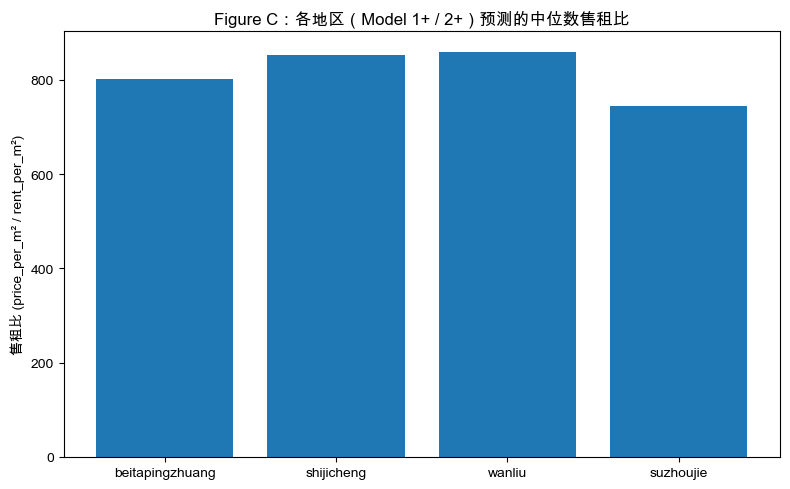 Figure C：各地区（Model 1+ / 2+）预测的中位数售租比
售租比 (price_per_m² / rent_per_m²)
800
600
400
200
0
beitapingzhuang
shijicheng
wanliu
suzhoujie